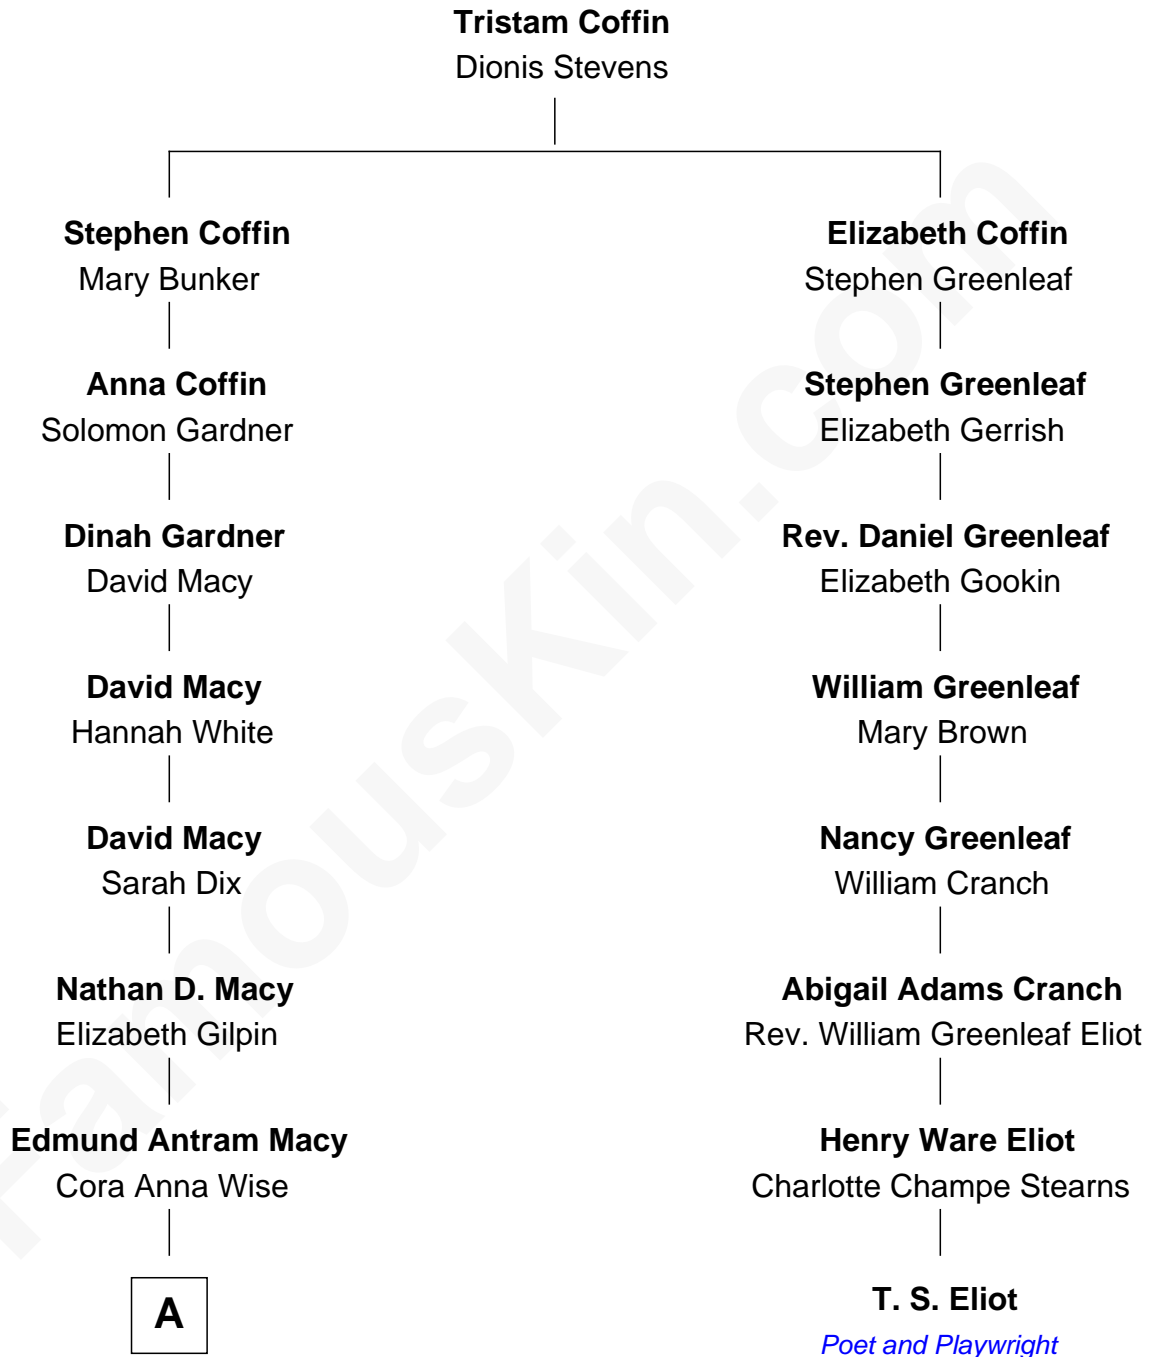 Tristam Coffin
Dionis Stevens
Stephen Coffin
Mary Bunker
Elizabeth Coffin
Stephen Greenleaf
Anna Coffin
Solomon Gardner
Stephen Greenleaf
Elizabeth Gerrish
Dinah Gardner
David Macy
Rev. Daniel Greenleaf
Elizabeth Gookin
David Macy
Hannah White
William Greenleaf
Mary Brown
David Macy
Sarah Dix
Nancy Greenleaf
William Cranch
Nathan D. Macy
Elizabeth Gilpin
Abigail Adams Cranch
Rev. William Greenleaf Eliot
Edmund Antram Macy
Cora Anna Wise
Henry Ware Eliot
Charlotte Champe Stearns
A
T. S. Eliot
Poet and Playwright
FamousKin.com